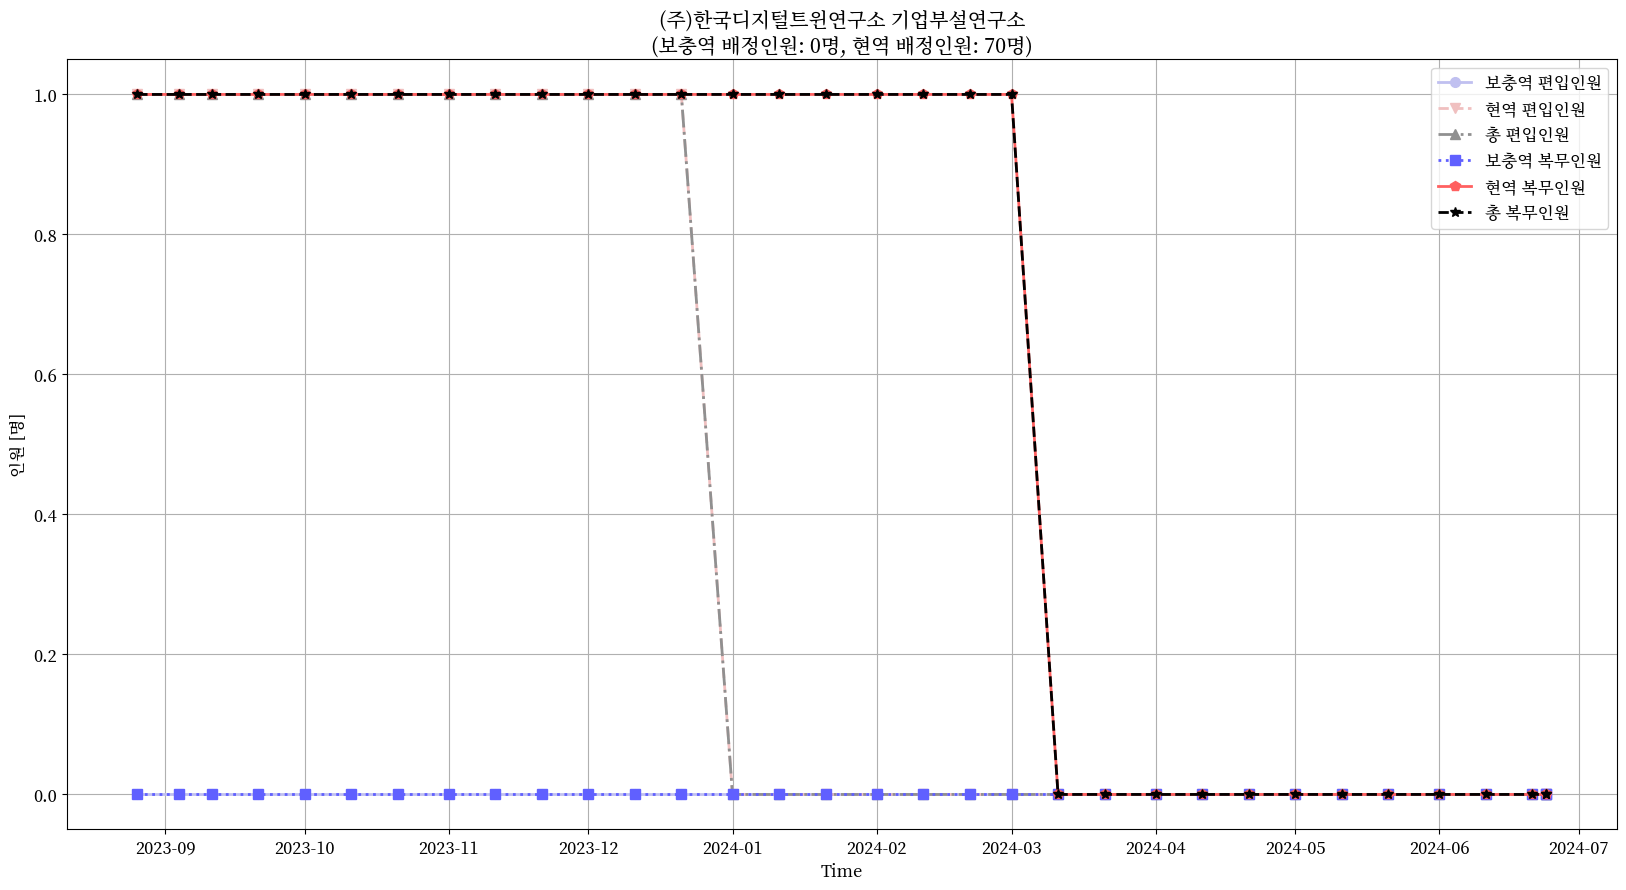 (주)한국디지털트윈연구소 기업부설연구소
(보충역 배정인원: 0명, 현역 배정인원: 70명)
보충역 편입인원
현역 편입인원
총 편입인원
보충역 복무인원
현역 복무인원
총 복무인원
인원 [명]
1.0
0.8
0.6
0.4
0.2
0.0
2023-09 2023-10 2023-11 2023-12 2024-01 2024-02 2024-03 2024-04 2024-05 2024-06 2024-07
Time